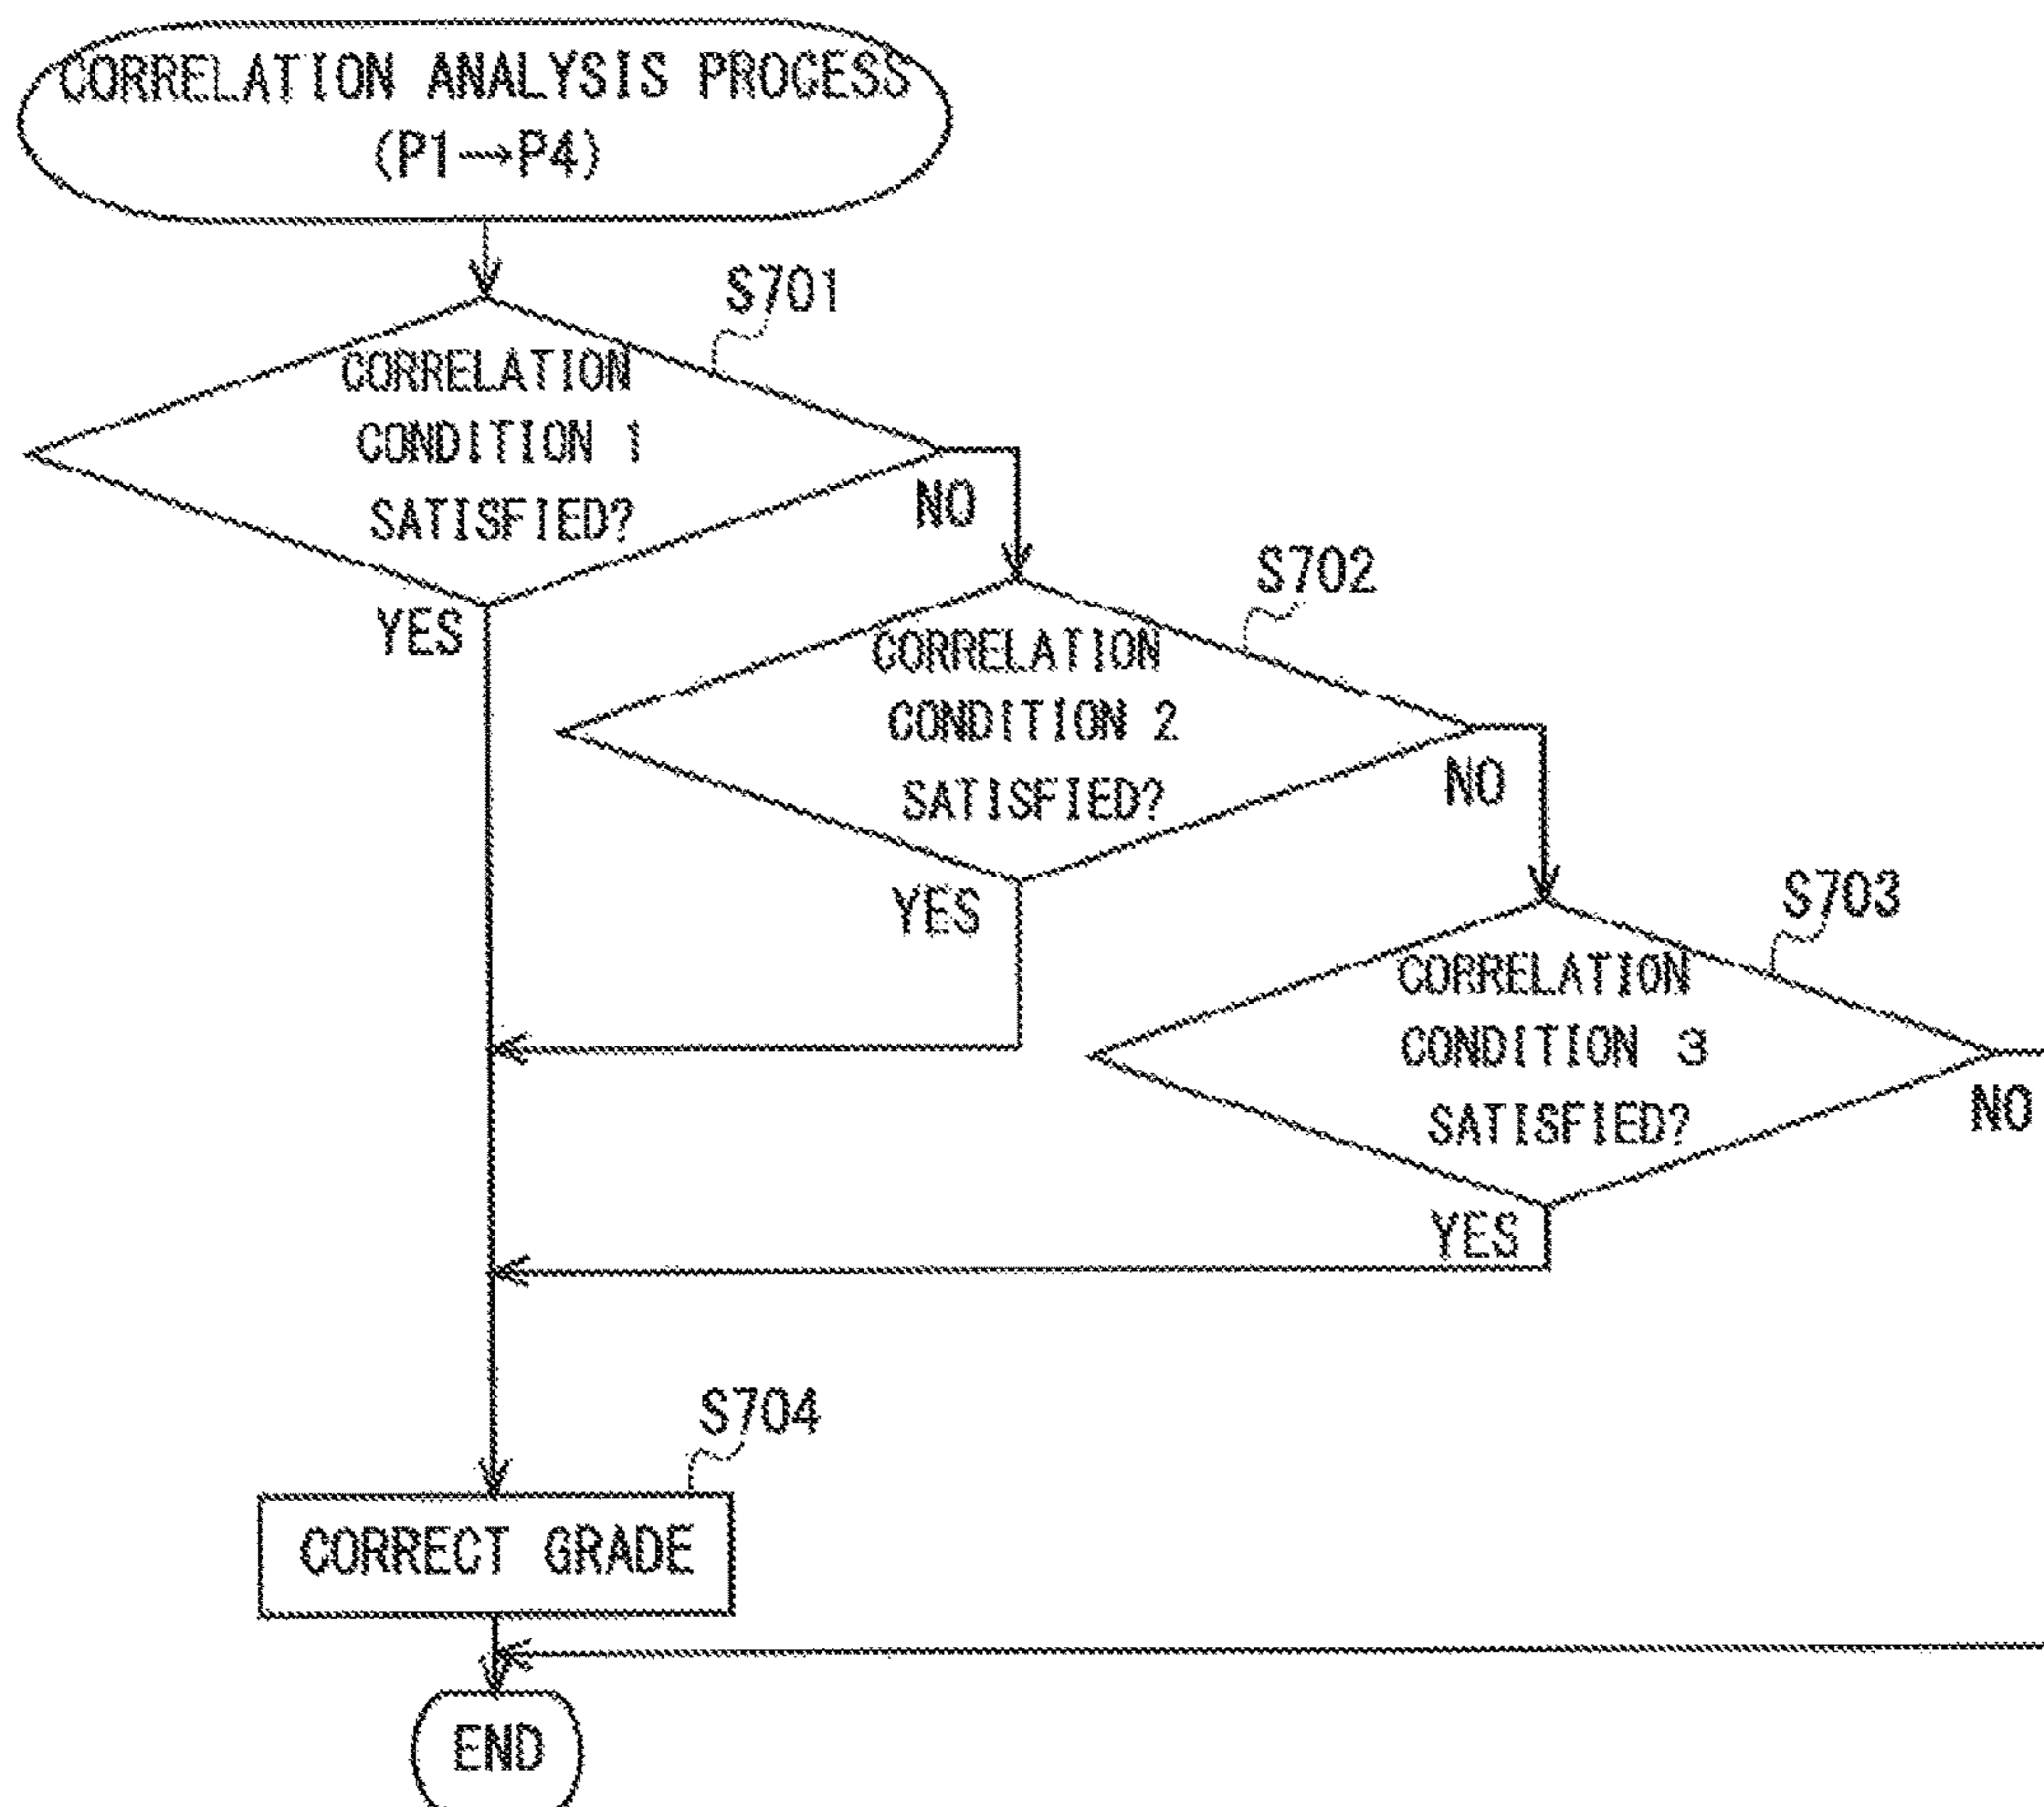 CORRELATION ANALYSIS PROCESS
(P1→P4)
S701
CORRELATION
CONDITION 1
SATISFIED?
NO
YES
S702
CORRELATION
CONDITION 2
SATISFIED?
NO
YES
S703
CORRELATION
CONDITION 3
SATISFIED?
NO
YES
S704
CORRECT GRADE
END